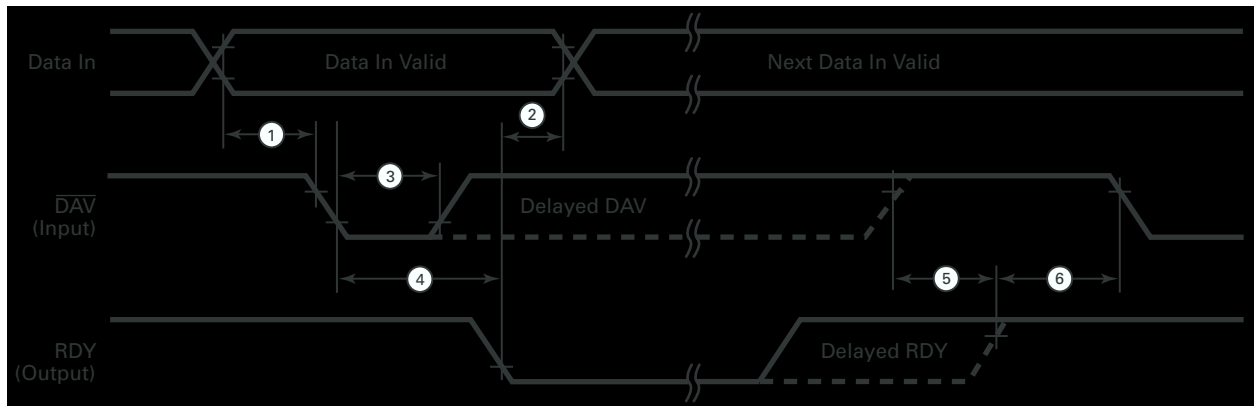 Data In
Data In Valid
Next Data In Valid
1
2
3
DAV
(Input)
Delayed DAV
4
5
6
RDY
(Output)
Delayed RDY